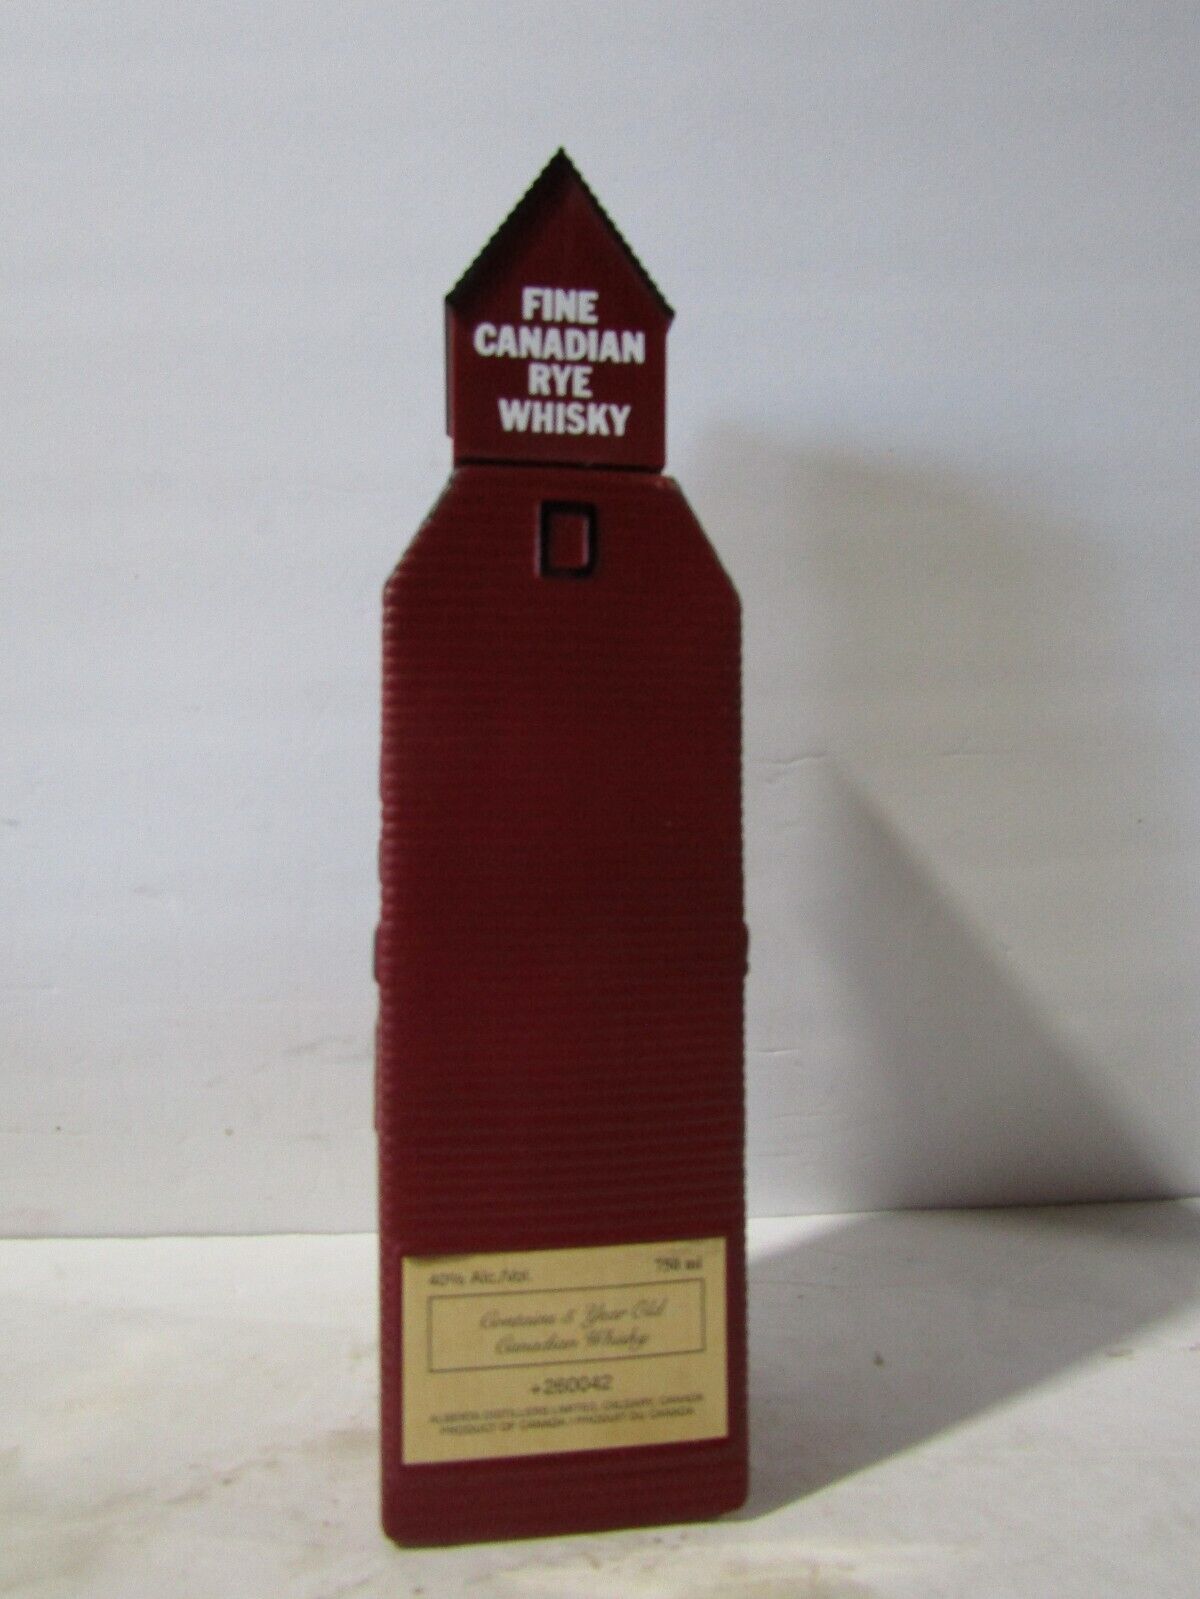 FINE
CANADIAN
RYE
WHISKY
40% Alc./Vol. 750 ml
Contains 8 Year Old
Canadian Whisky
+260042
ALBERTA DISTILLERS LIMITED, CALGARY, CANADA
PRODUCT OF CANADA / PRODUIT DU CANADA